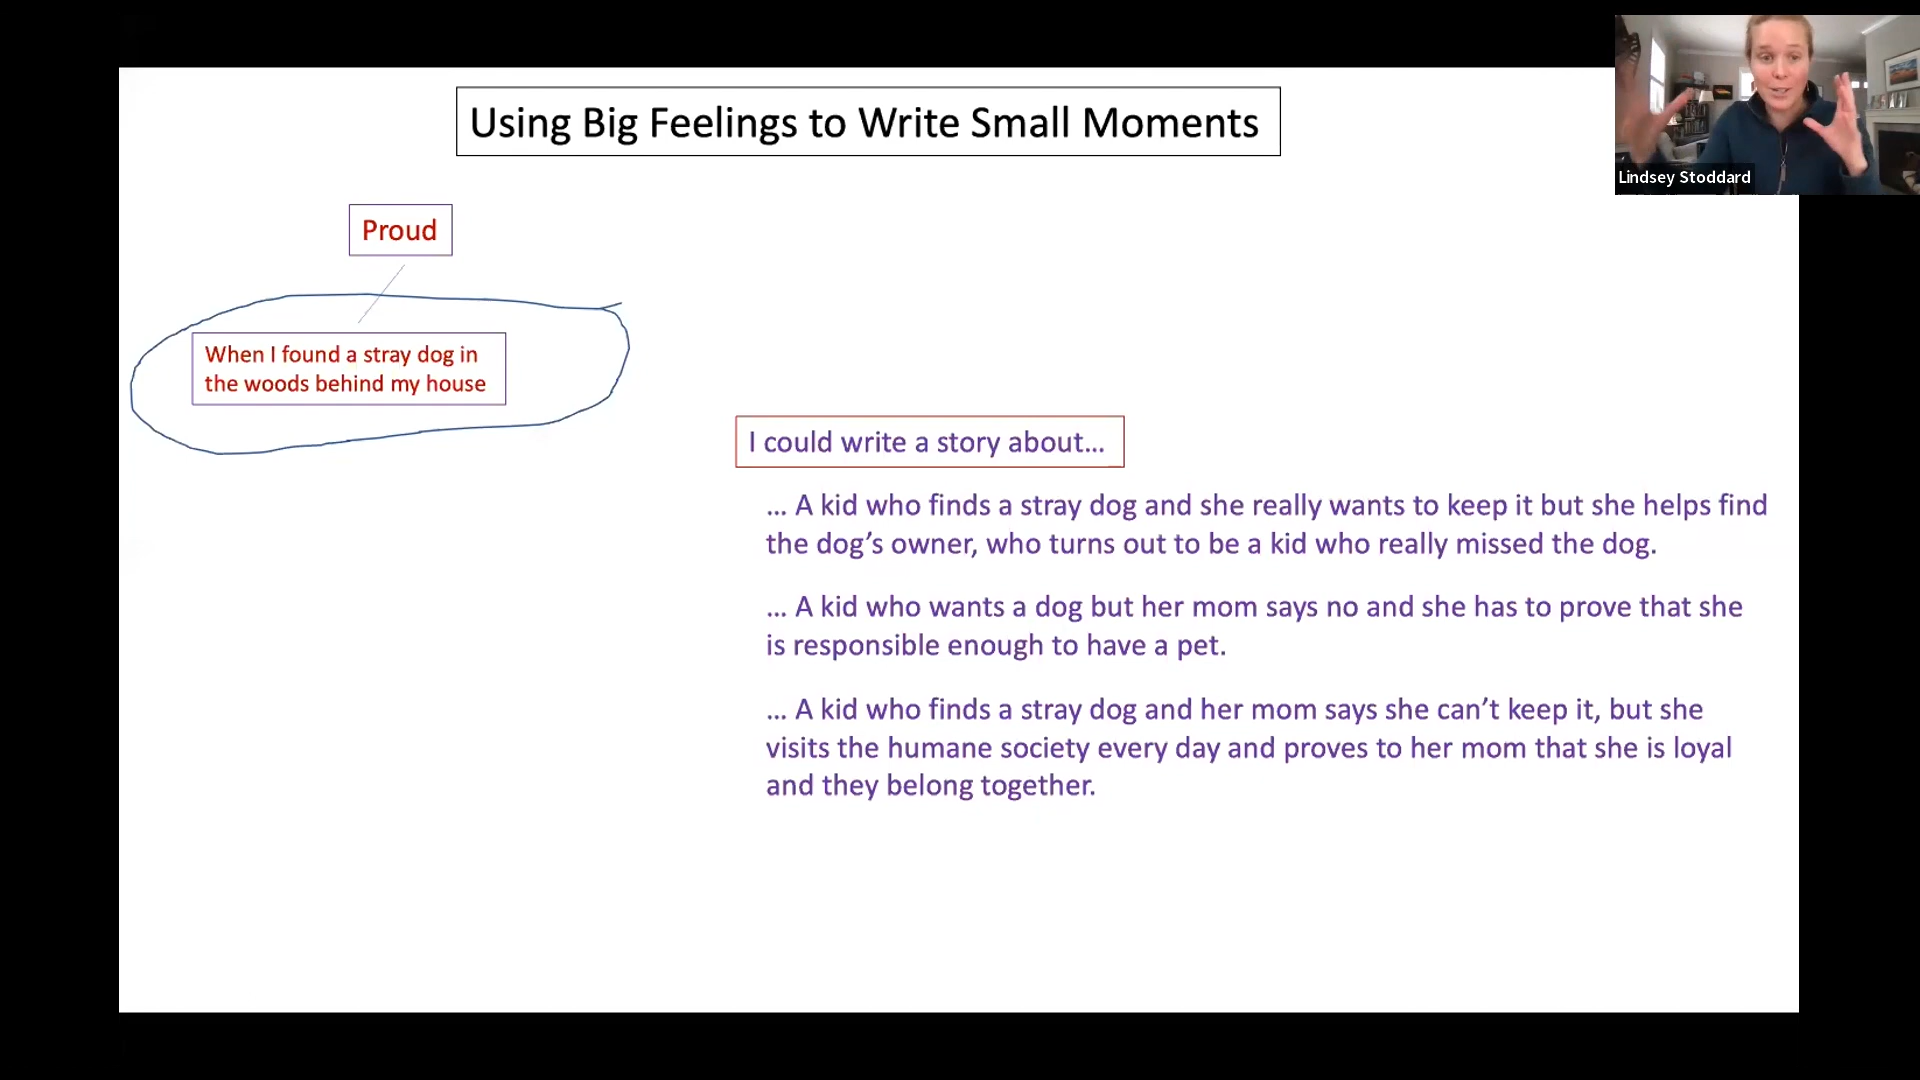 Using Big Feelings to Write Small Moments
Lindsey Stoddard
Proud
When I found a stray dog in
the woods behind my house
I could write a story about...
... A kid who finds a stray dog and she really wants to keep it but she helps find
the dog’s owner, who turns out to be a kid who really missed the dog.
... A kid who wants a dog but her mom says no and she has to prove that she
is responsible enough to have a pet.
... A kid who finds a stray dog and her mom says she can’t keep it, but she
visits the humane society every day and proves to her mom that she is loyal
and they belong together.